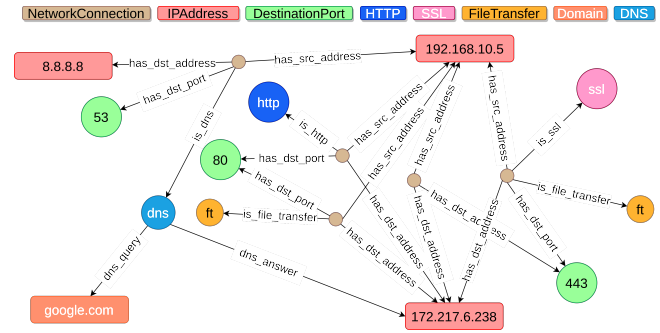 NetworkConnection IPAddress DestinationPort HTTP SSL FileTransfer Domain DNS
192.168.10.5
8.8.8.8
has_dst_address
has_src_address
has_dst_port
http
ssl
53
is_dns
is_http
has_src_address
has_src_address
has_src_address
has_src_address
is_ssl
80
has_dst_port
has_dst_port
is_file_transfer
dns
ft
is_file_transfer
ft
has_dst_address
has_dst_address
has_dst_address
has_dst_address
has_dst_address
has_dst_port
dns_query
dns_answer
443
google.com
172.217.6.238